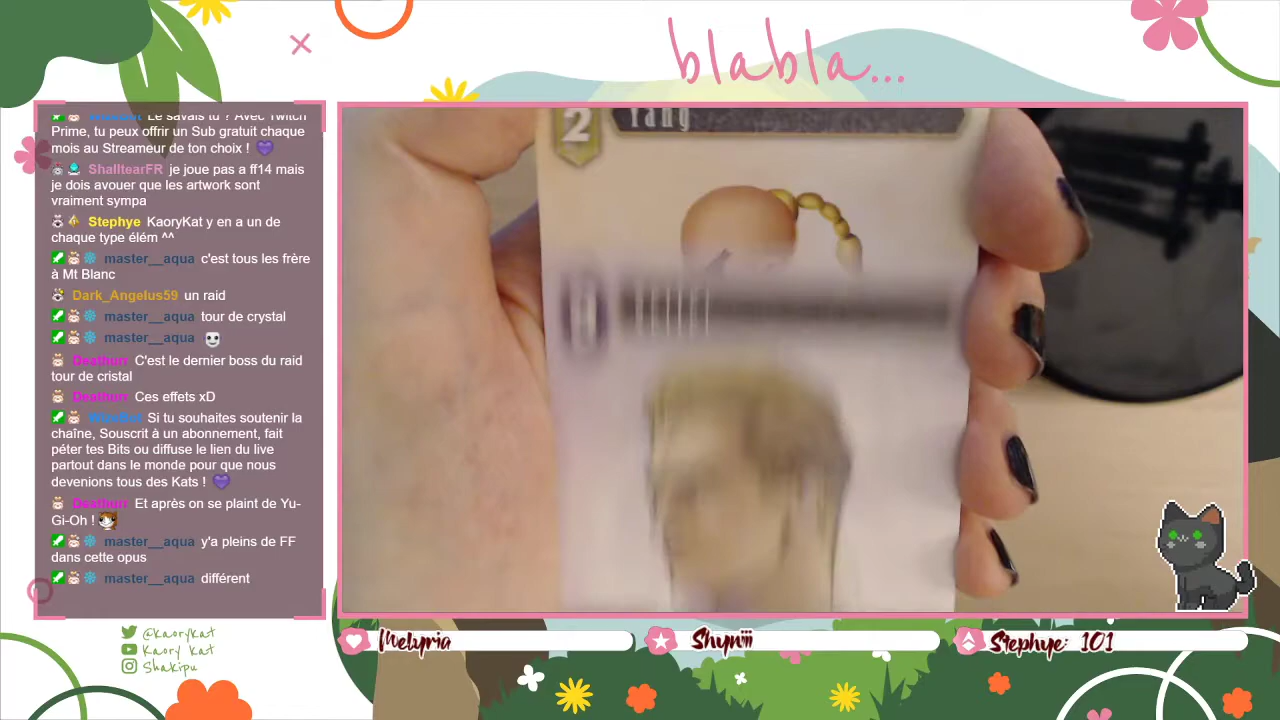 blabla...
Le savais tu ? Avec Twitch
Prime, tu peux offrir un Sub gratuit chaque
mois au Streameur de ton choix !
ShalltearFR je joue pas a ff14 mais
je dois avouer que les artwork sont
vraiment sympa
Stephye KaoryKat y en a un de
chaque type élém ^^
master__aqua c'est tous les frère
à Mt Blanc
Dark_Angelus59 un raid
master__aqua tour de crystal
master__aqua
Deathurr C'est le dernier boss du raid
tour de cristal
Deathurr Ces effets xD
Si tu souhaites soutenir la
chaîne, Souscrit à un abonnement, fait
péter tes Bits ou diffuse le lien du live
partout dans le monde pour que nous
devenions tous des Kats !
Deathurr Et après on se plaint de Yu-
Gi-Oh !
master__aqua y'a pleins de FF
dans cette opus
master__aqua différent
2
Yang
@kaorykat
Kaory kat
Shakipu
Melyria
Shyniii
Stephye: 101